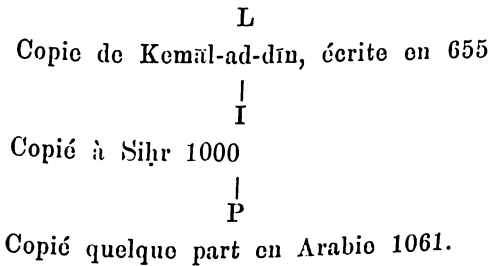 L
Copie de Kemāl-ad-dīn, écrite en 655
|
I
Copié à Siḥr 1000
|
P
Copié quelque part en Arabie 1061.